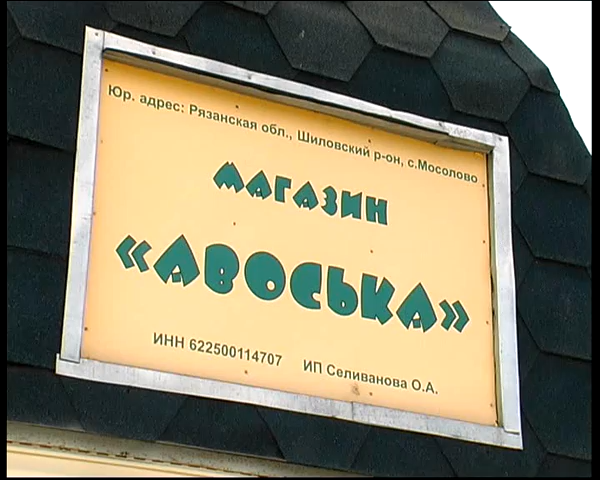 Юр. адрес: Рязанская обл., Шиловский р-он, с.Мосолово
МАГАЗИН
«АВОСЬКА»
ИНН 622500114707 ИП Селиванова О.А.